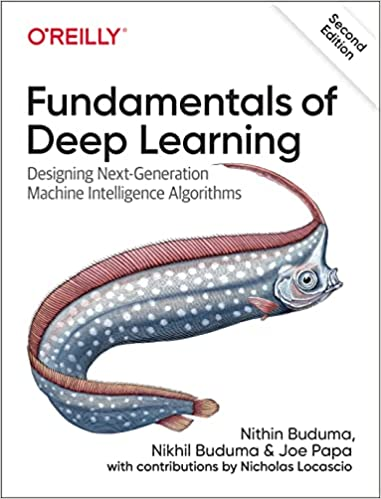 O'REILLY®
Second
Edition
Fundamentals of
Deep Learning
Designing Next-Generation
Machine Intelligence Algorithms
Nithin Buduma,
Nikhil Buduma & Joe Papa
with contributions by Nicholas Locascio